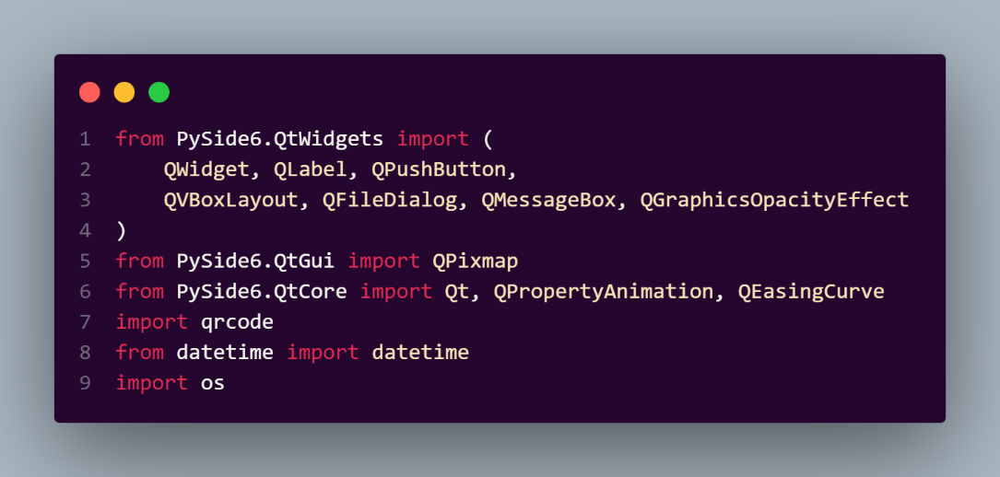 1 from PySide6.QtWidgets import (
2     QWidget, QLabel, QPushButton,
3     QVBoxLayout, QFileDialog, QMessageBox, QGraphicsOpacityEffect
4 )
5 from PySide6.QtGui import QPixmap
6 from PySide6.QtCore import Qt, QPropertyAnimation, QEasingCurve
7 import qrcode
8 from datetime import datetime
9 import os